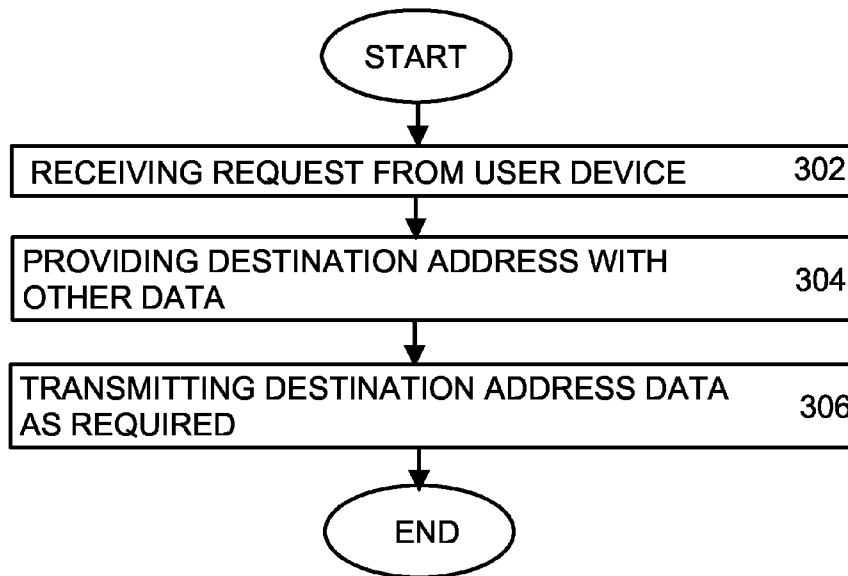 START
RECEIVING REQUEST FROM USER DEVICE 302
PROVIDING DESTINATION ADDRESS WITH
OTHER DATA 304
TRANSMITTING DESTINATION ADDRESS DATA
AS REQUIRED 306
END